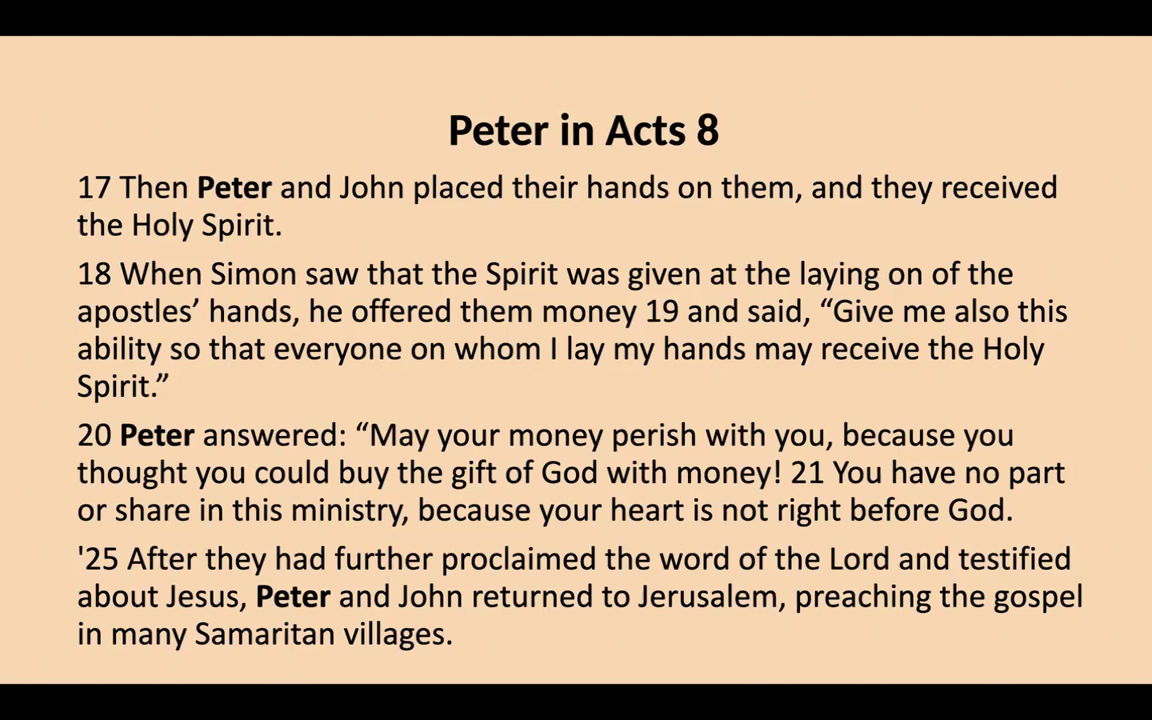 Peter in Acts 8
17 Then Peter and John placed their hands on them, and they received
the Holy Spirit.
18 When Simon saw that the Spirit was given at the laying on of the
apostles’ hands, he offered them money 19 and said, “Give me also this
ability so that everyone on whom I lay my hands may receive the Holy
Spirit.”
20 Peter answered: “May your money perish with you, because you
thought you could buy the gift of God with money! 21 You have no part
or share in this ministry, because your heart is not right before God.
'25 After they had further proclaimed the word of the Lord and testified
about Jesus, Peter and John returned to Jerusalem, preaching the gospel
in many Samaritan villages.